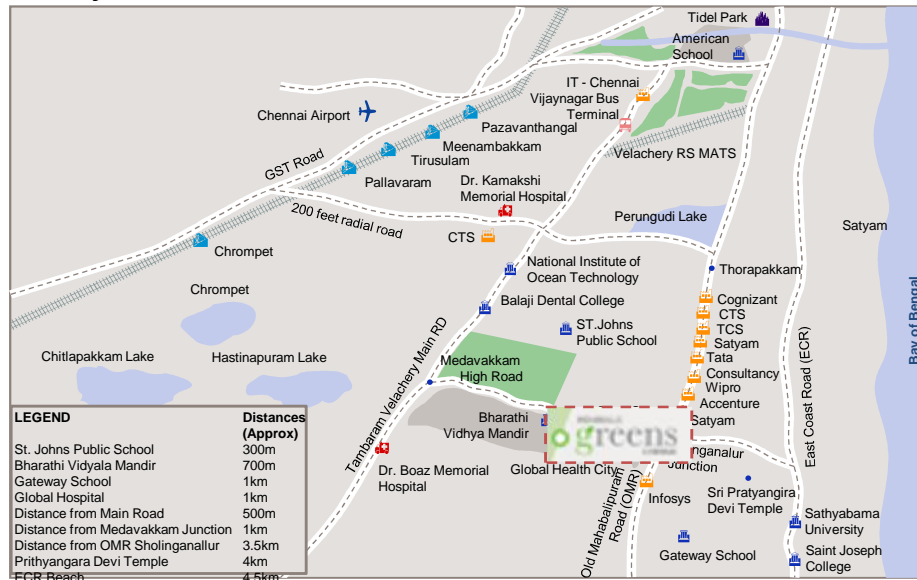 Tidel Park
American
School
IT - Chennai
Vijaynagar Bus
Terminal
Chennai Airport
Pazavanthangal
Meenambakkam
Tirusulam
Pallavaram
GST Road
Velachery RS MATS
Dr. Kamakshi
Memorial Hospital
200 feet radial road
Perungudi Lake
Satyam
CTS
Chrompet
National Institute of
Ocean Technology
Thorapakkam
Chrompet
Balaji Dental College
Cognizant
CTS
TCS
Satyam
Tata
Consultancy
Wipro
Accenture
Satyam
ST.Johns
Public School
Bay of Bengal
East Coast Road (ECR)
Chitlapakkam Lake
Hastinapuram Lake
Tambaram Velachery Main RD
Medavakkam
High Road
Bharathi
Vidhya Mandir
greens
nganalur
Junction
Global Health City
Dr. Boaz Memorial
Hospital
Old Mahabalipuram
Road (OMR)
Infosys
Sri Pratyangira
Devi Temple
Sathyabama
University
Gateway School
Saint Joseph
College
LEGEND Distances
(Approx)
St. Johns Public School 300m
Bharathi Vidyala Mandir 700m
Gateway School 1km
Global Hospital 1km
Distance from Main Road 500m
Distance from Medavakkam Junction 1km
Distance from OMR Sholinganallur 3.5km
Prithyangara Devi Temple 4km
ECR Beach 4.5km